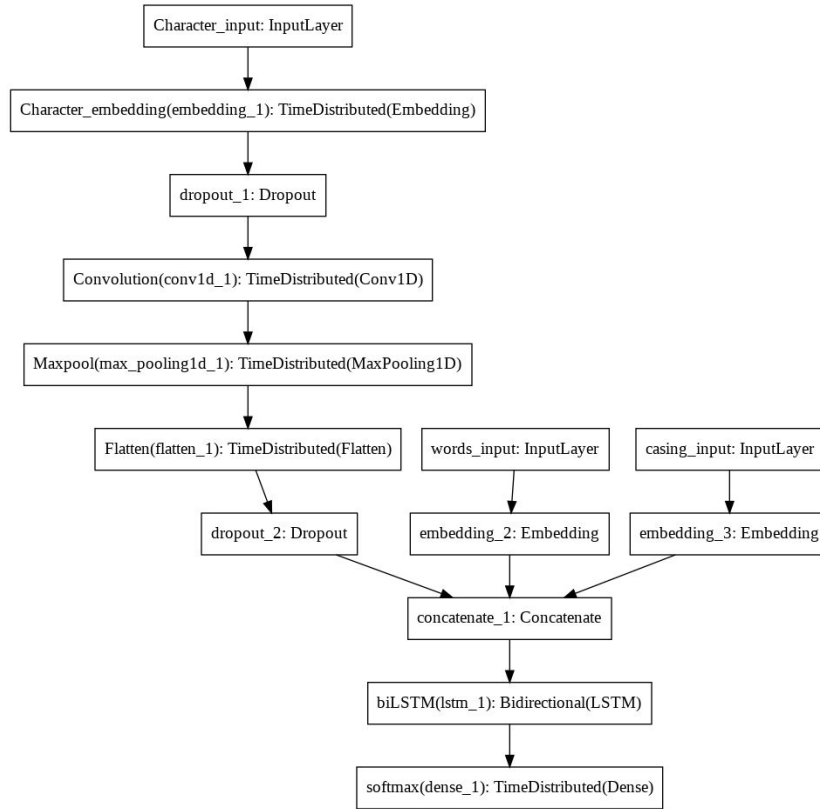 Character_input: InputLayer
Character_embedding(embedding_1): TimeDistributed(Embedding)
dropout_1: Dropout
Convolution(conv1d_1): TimeDistributed(Conv1D)
Maxpool(max_pooling1d_1): TimeDistributed(MaxPooling1D)
Flatten(flatten_1): TimeDistributed(Flatten)
words_input: InputLayer
casing_input: InputLayer
dropout_2: Dropout
embedding_2: Embedding
embedding_3: Embedding
concatenate_1: Concatenate
biLSTM(lstm_1): Bidirectional(LSTM)
softmax(dense_1): TimeDistributed(Dense)